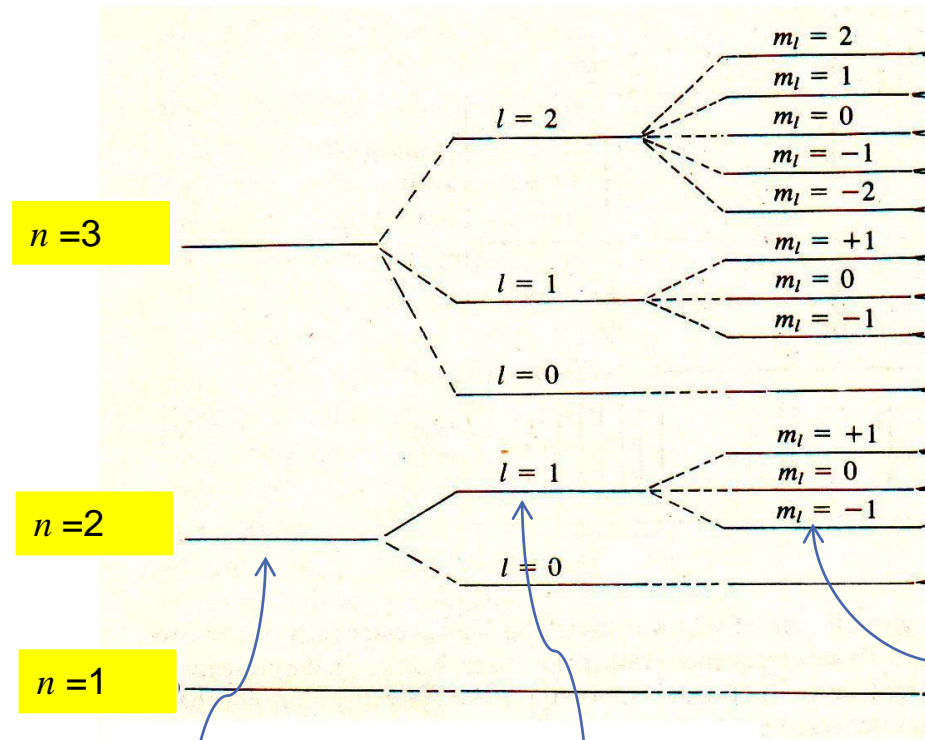 m_l = 2
m_l = 1
l = 2
m_l = 0
m_l = −1
m_l = −2
n =3
m_l = +1
l = 1
m_l = 0
m_l = −1
l = 0
m_l = +1
l = 1
m_l = 0
m_l = −1
n =2
l = 0
n =1